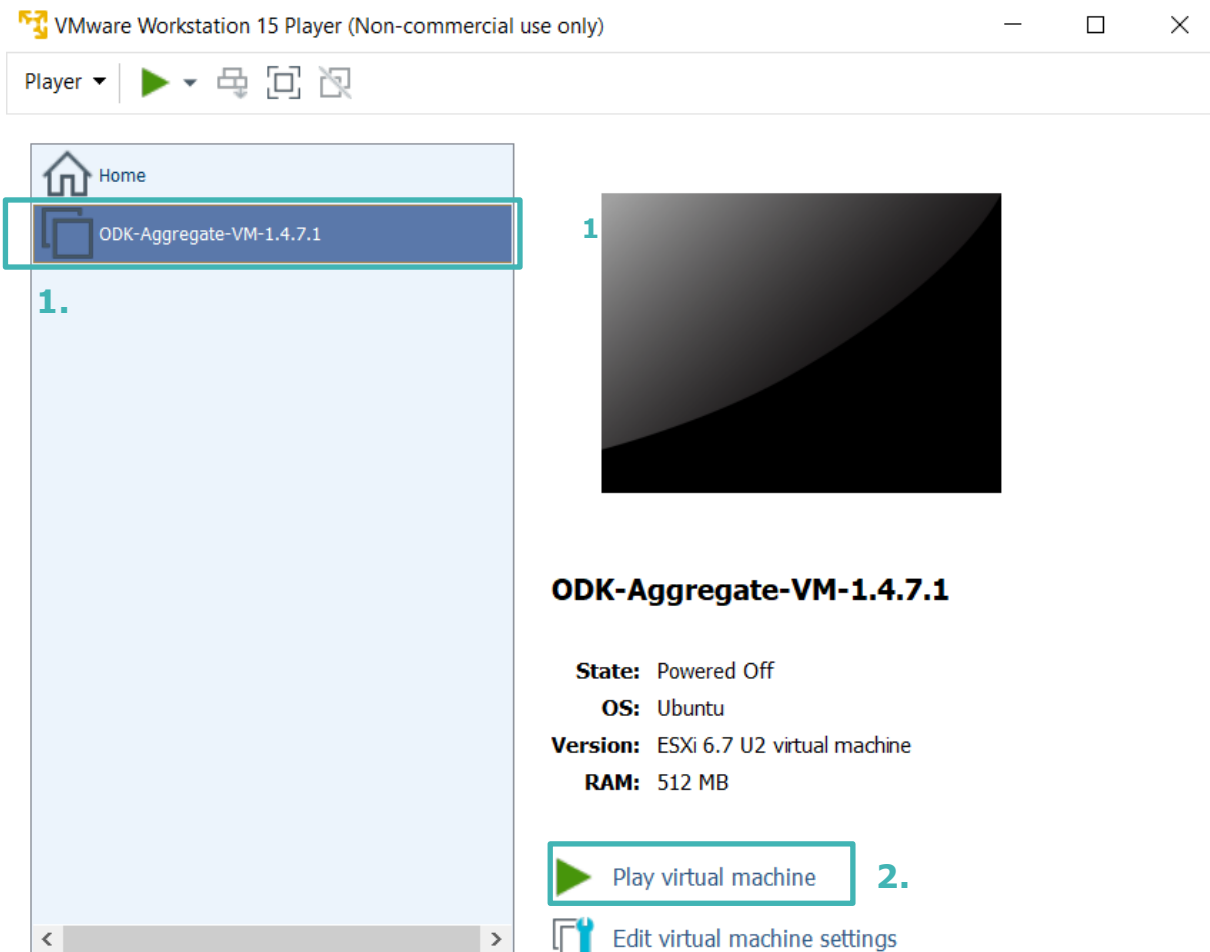 VMware Workstation 15 Player (Non-commercial use only)
Player
Home
ODK-Aggregate-VM-1.4.7.1
1
1.
ODK-Aggregate-VM-1.4.7.1
State: Powered Off
OS: Ubuntu
Version: ESXi 6.7 U2 virtual machine
RAM: 512 MB
Play virtual machine 2.
Edit virtual machine settings